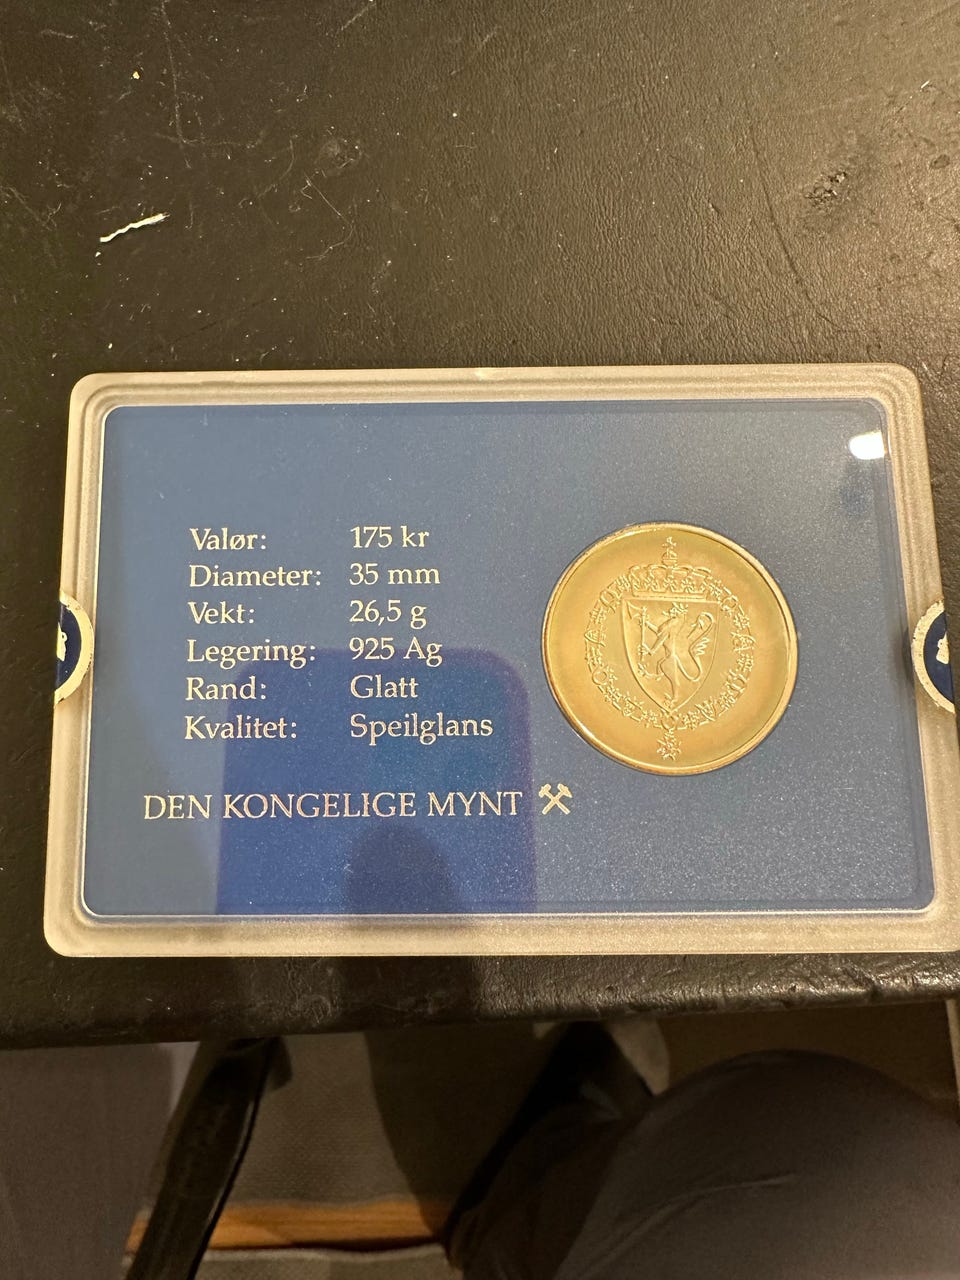 Valør: 175 kr
Diameter: 35 mm
Vekt: 26,5 g
Legering: 925 Ag
Rand: Glatt
Kvalitet: Speilglans
DEN KONGELIGE MYNT